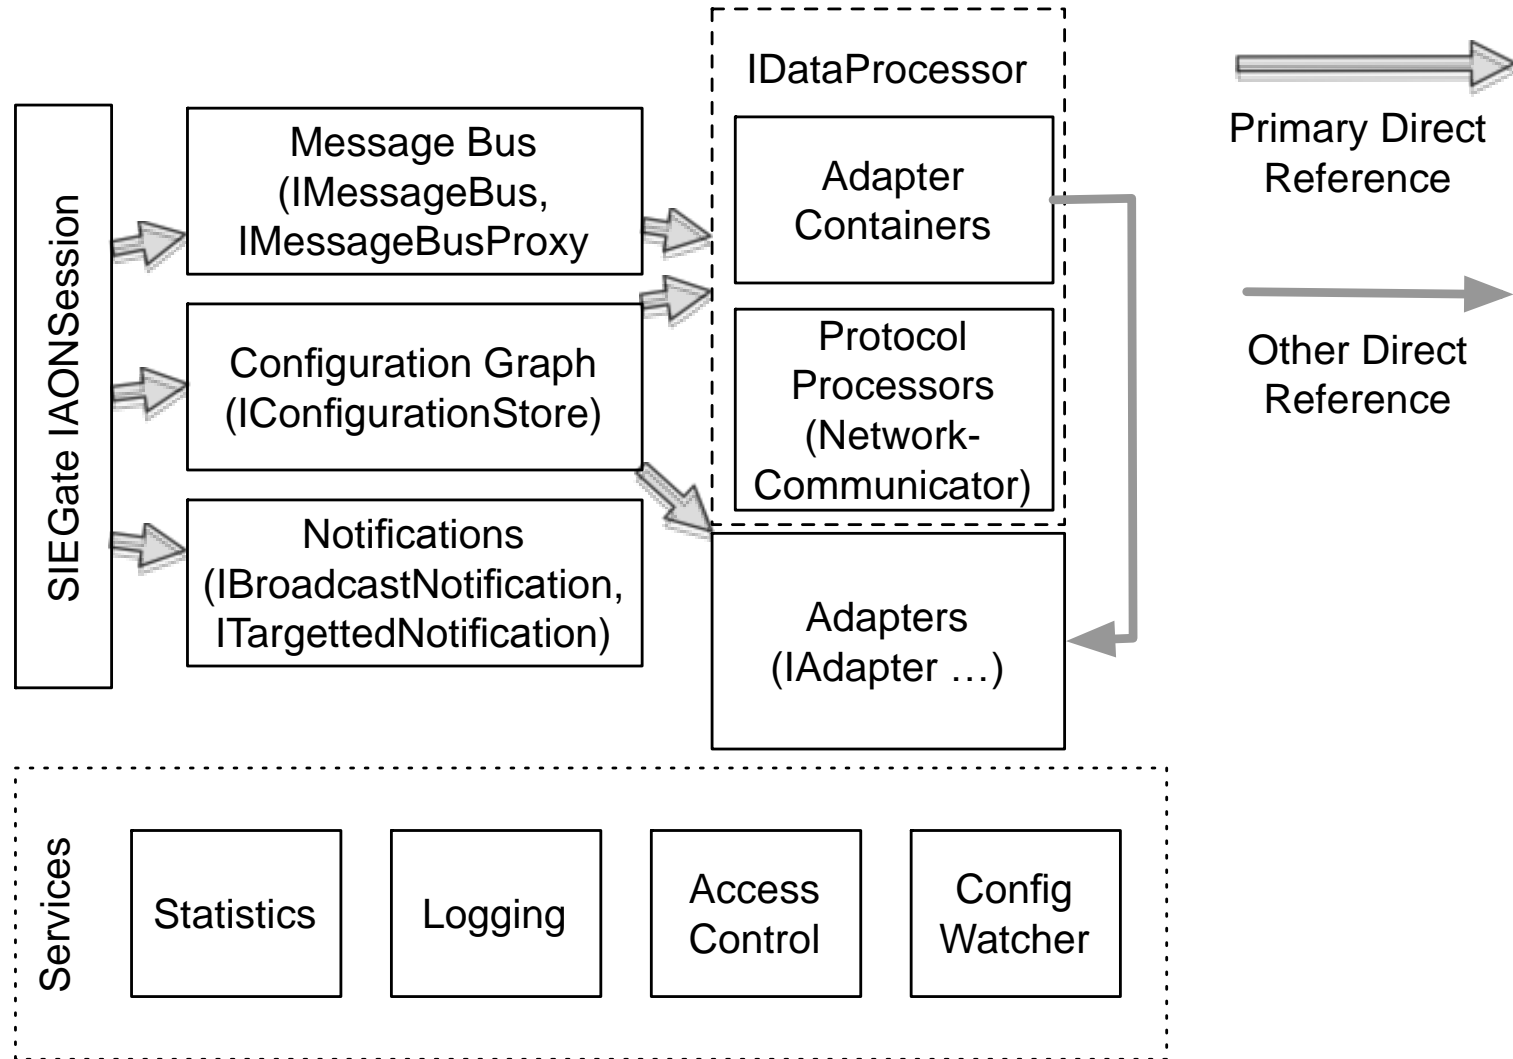 SIEGate IAONSession
Message Bus
(IMessageBus,
IMessageBusProxy
Configuration Graph
(IConfigurationStore)
Notifications
(IBroadcastNotification,
ITargettedNotification)
IDataProcessor
Adapter
Containers
Protocol
Processors
(Network-
Communicator)
Adapters
(IAdapter …)
Primary Direct
Reference
Other Direct
Reference
Services
Statistics
Logging
Access
Control
Config
Watcher